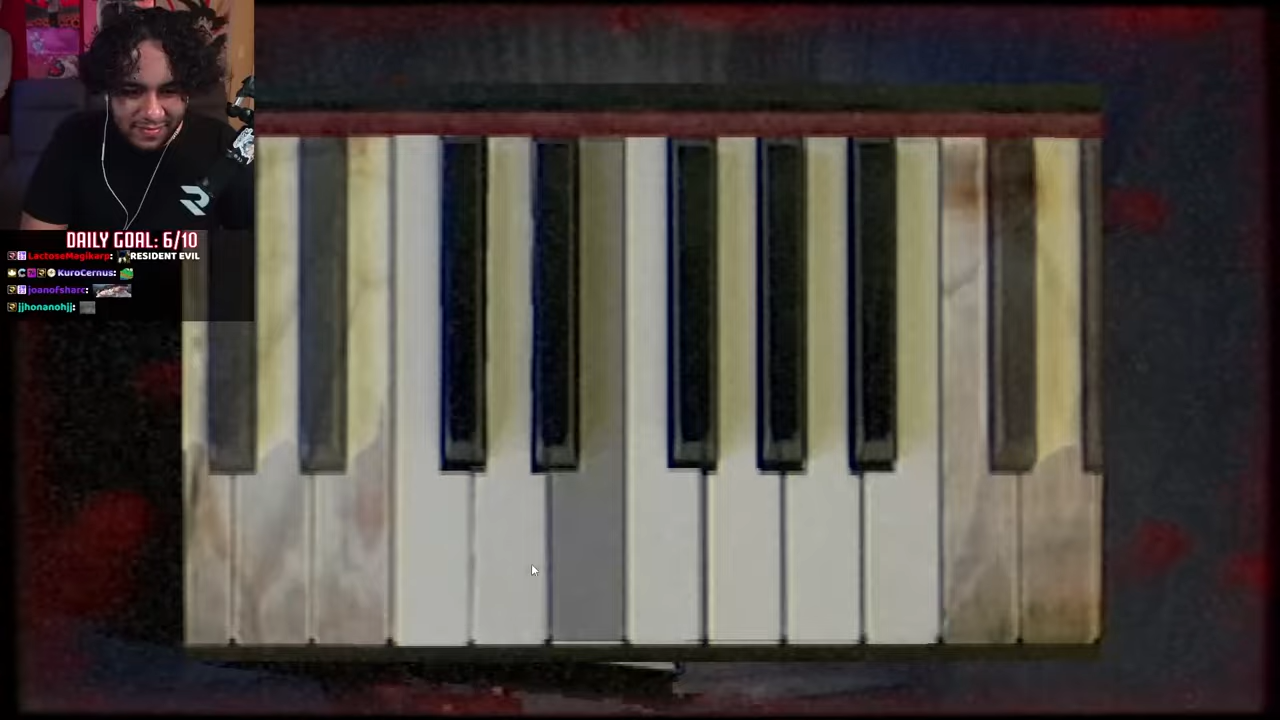 DAILY GOAL: 6/10
LactoseMagikarp: RESIDENT EVIL
KuroCernus:
joanofsharc:
jjhonanohjj: